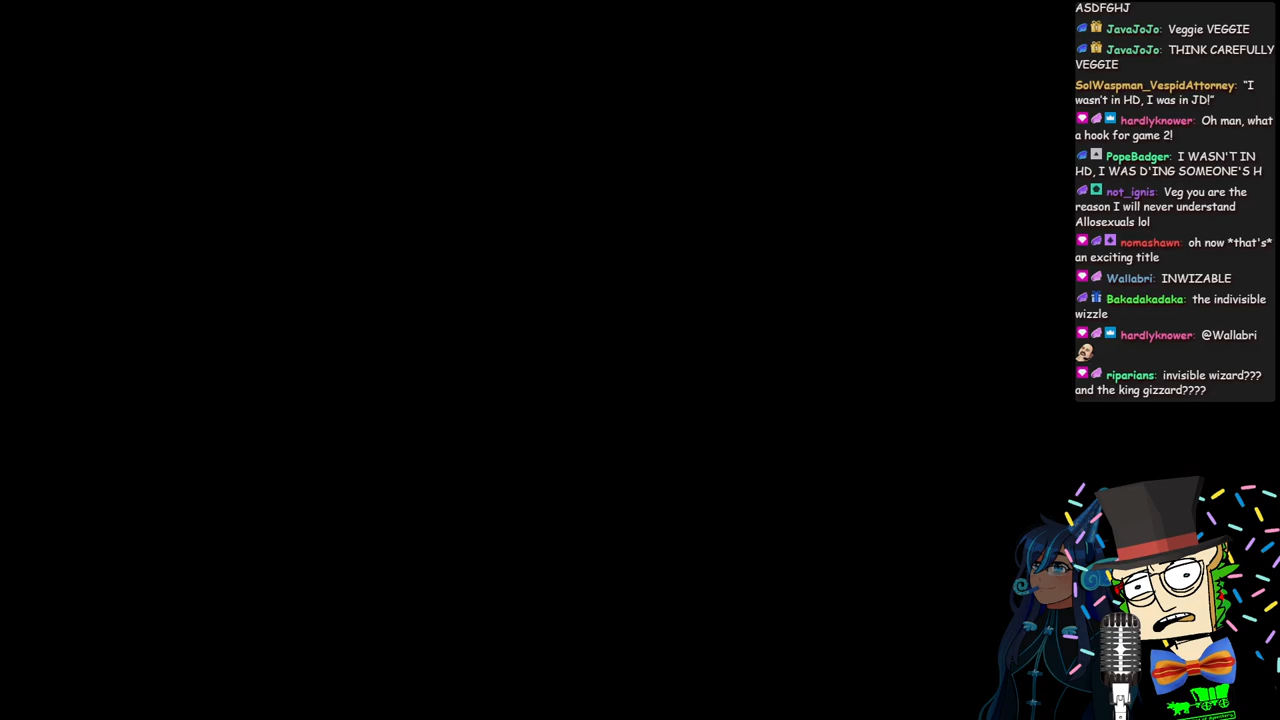 ASDFGHJ
JavaJoJo: Veggie VEGGIE
JavaJoJo: THINK CAREFULLY
VEGGIE
SolWaspman_VespidAttorney: “I
wasn't in HD, I was in JD!”
hardlyknower: Oh man, what
a hook for game 2!
PopeBadger: I WASN'T IN
HD, I WAS D'ING SOMEONE'S H
not_ignis: Veg you are the
reason I will never understand
Allosexuals lol
nomashawn: oh now *that's*
an exciting title
Wallabri: INWIZABLE
Bakadakadaka: the indivisible
wizzle
hardlyknower: @Wallabri
riparians: invisible wizard???
and the king gizzard????